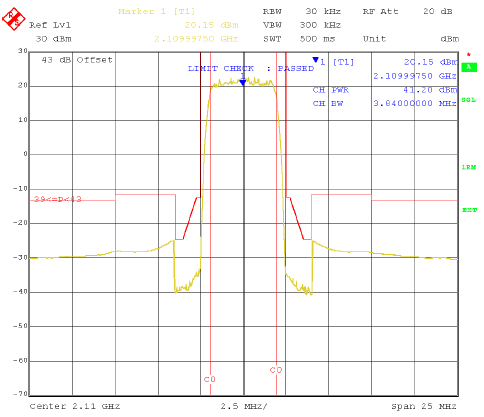 Marker 1 [T1] RBW 30 kHz RF Att 20 dB
Ref Lvl 20.15 dBm VBW 300 kHz
30 dBm 2.10999750 GHz SWT 500 ms Unit dBm
30
43 dB Offset
1 [T1] 20.15 dBm
LIMIT CHECK : PASSED
A
20
1
2.10999750 GHz
CH PWR 41.20 dBm
CH BW 3.84000000 MHz
10
0
-10
39<=P<43
-20
-30
-40
-50
-60
C0
C0
-70
Center 2.11 GHz 2.5 MHz/ Span 25 MHz